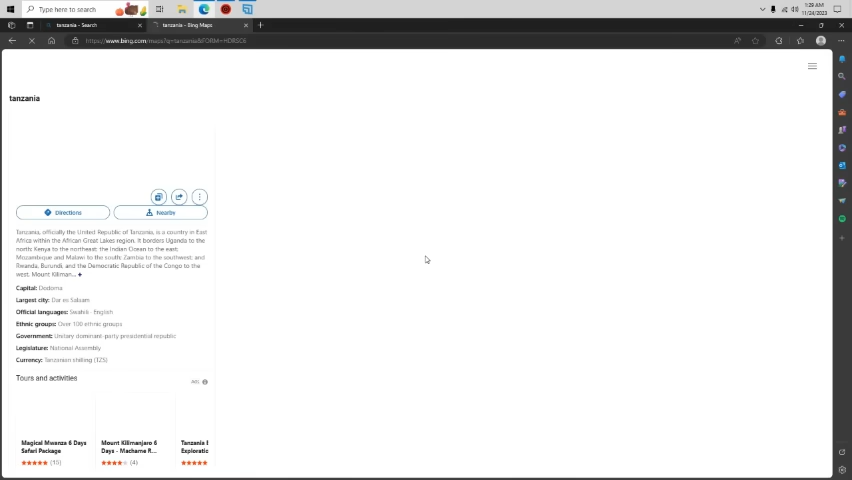 Type here to search
1:29 AM
11/24/2023
tanzania - Search
tanzania - Bing Maps
https://www.bing.com/maps?q=tanzania&FORM=HDRSC6
tanzania
Directions
Nearby
Tanzania, officially the United Republic of Tanzania, is a country in East
Africa within the African Great Lakes region. It borders Uganda to the
north; Kenya to the northeast; the Indian Ocean to the east;
Mozambique and Malawi to the south; Zambia to the southwest; and
Rwanda, Burundi, and the Democratic Republic of the Congo to the
west. Mount Kiliman...
Capital: Dodoma
Largest city: Dar es Salaam
Official languages: Swahili · English
Ethnic groups: Over 100 ethnic groups
Government: Unitary dominant-party presidential republic
Legislature: National Assembly
Currency: Tanzanian shilling (TZS)
Tours and activities
Ads
Magical Mwanza 6 Days
Safari Package
(15)
Mount Kilimanjaro 6
Days - Machame R...
(4)
Tanzania
Exploratic